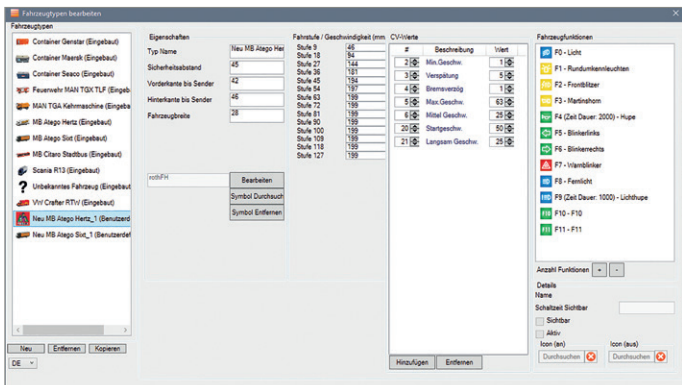 Fahrzeugtypen bearbeiten
Fahrzeugtypen
Container Genstar (Eingebaut)
Container Maersk (Eingebaut)
Container Seaco (Eingebaut)
Feuerwehr MAN TGX TLF (Eingeb
MAN TGA Kehrmaschine (Eingeba
MB Atego Hertz (Eingebaut)
MB Atego Sixt (Eingebaut)
MB Citaro Stadtbus (Eingebaut)
Scania R13 (Eingebaut)
Unbekanntes Fahrzeug (Eingebaut
VW Crafter RTW (Eingebaut)
Neu MB Atego Hertz_1 (Benutzerd
Neu MB Atego Sixt_1 (Benutzerdef
Neu Entfernen Kopieren
DE
Eigenschaften
Typ Name Neu MB Atego Her
Sicherheitsabstand 45
Vorderkante bis Sender 42
Hinterkante bis Sender 46
Fahrzeugbreite 28
rothFH Bearbeiten
Symbol Durchsuch
Symbol Entfernen
Fahrstufe / Geschwindigkeit (mm
Stufe 9 46
Stufe 18 94
Stufe 27 144
Stufe 36 181
Stufe 45 194
Stufe 54 197
Stufe 63 199
Stufe 72 199
Stufe 81 199
Stufe 90 199
Stufe 100 199
Stufe 109 199
Stufe 118 199
Stufe 127 199
CV-Werte
# Beschreibung Wert
2 Min.Geschw. 1
3 Verspätung 5
4 Bremsverzög 1
5 Max.Geschw. 63
6 Mittel Geschw. 25
20 Startgeschw. 50
21 Langsam Geschw. 25
Hinzufügen Entfernen
Fahrzeugfunktionen
F0 - Licht
F1 - Rundumkennleuchten
F2 - Frontblitzer
F3 - Martinshorn
F4 (Zeit Dauer: 2000) - Hupe
F5 - Blinkerlinks
F6 - Blinkerrechts
F7 - Warnblinker
F8 - Fernlicht
F9 (Zeit Dauer: 1000) - Lichthupe
F10 - F10
F11 - F11
Anzahl Funktionen + -
Details
Name
Schaltzeit Sichtbar
Sichtbar
Aktiv
Icon (an) Icon (aus)
Durchsuchen Durchsuchen